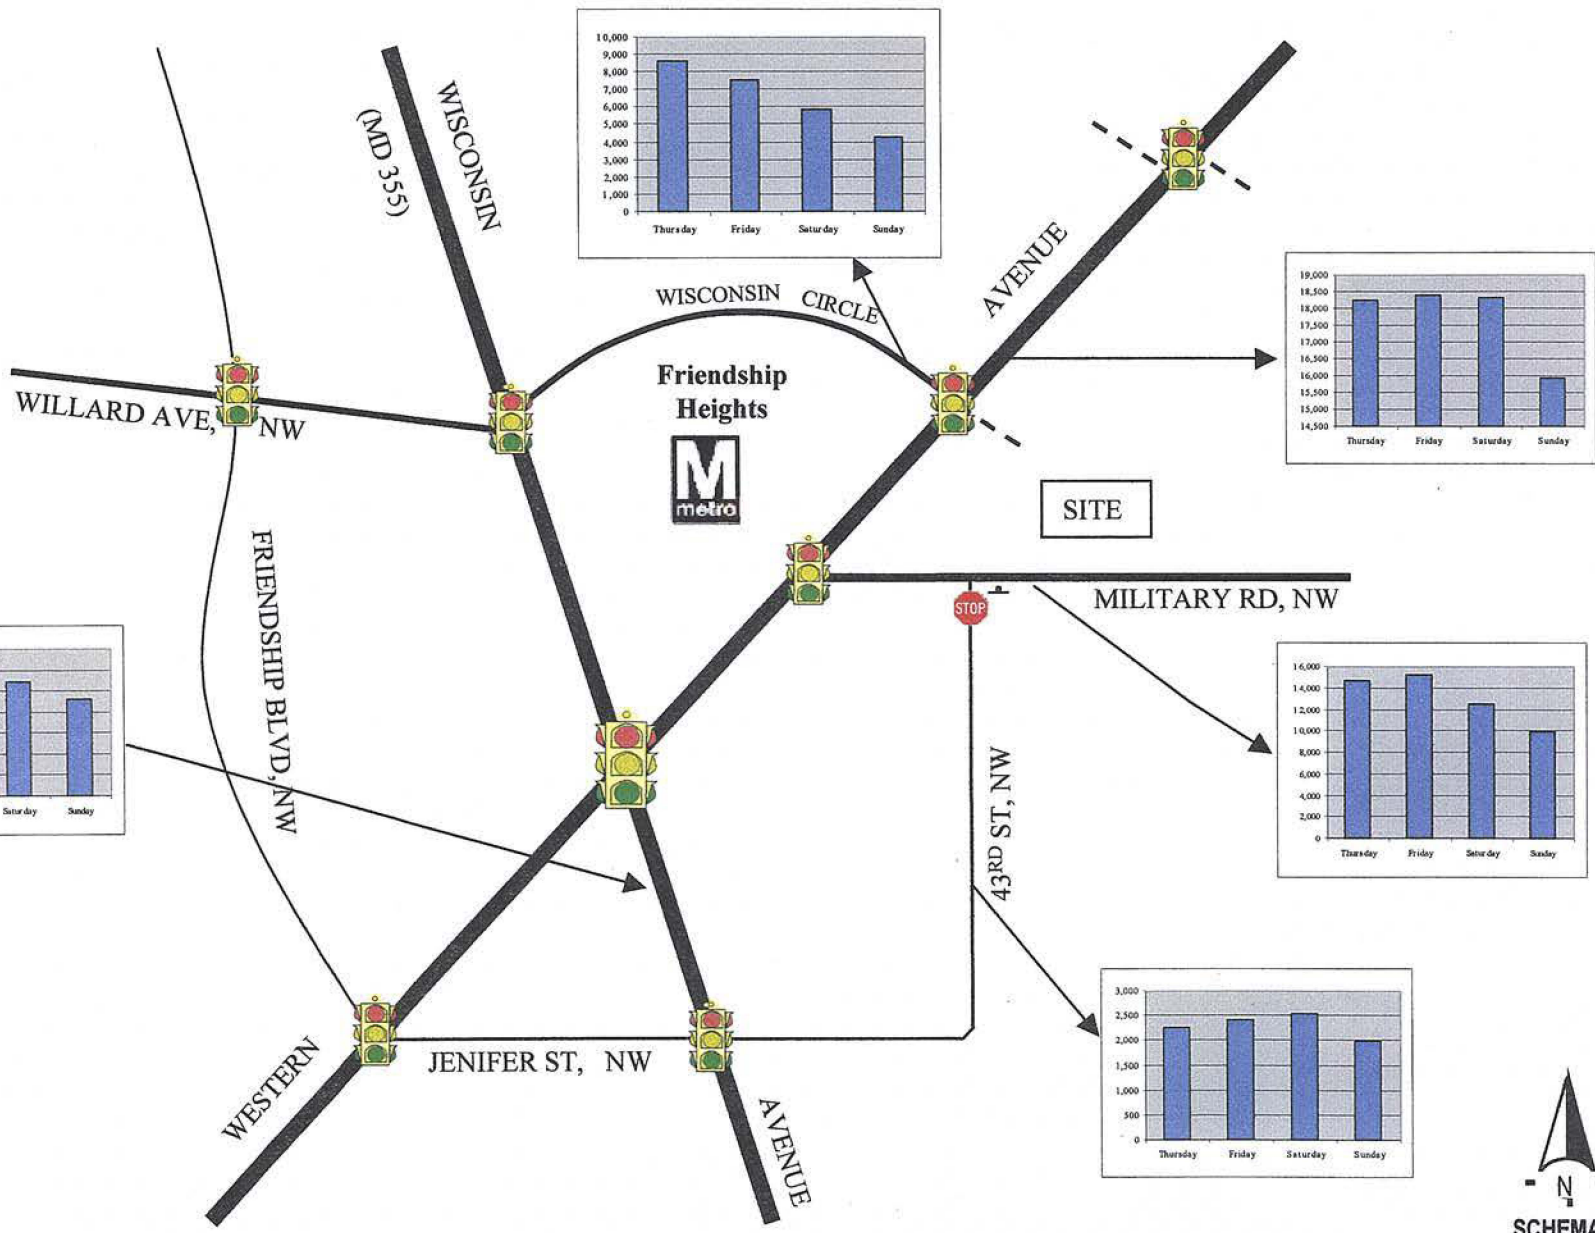 10,000
9,000
8,000
7,000
6,000
5,000
4,000
3,000
2,000
1,000
0
Thursday Friday Saturday Sunday
WISCONSIN
(MD 355)
AVENUE
WISCONSIN CIRCLE
19,000
18,500
18,000
17,500
17,000
16,500
16,000
15,500
15,000
14,500
Thursday Friday Saturday Sunday
Friendship
Heights
M
metro
WILLARD AVE, NW
SITE
FRIENDSHIP BLVD, NW
STOP
MILITARY RD, NW
16,000
14,000
12,000
10,000
8,000
6,000
4,000
2,000
0
Thursday Friday Saturday Sunday
Saturday Sunday
43RD ST, NW
3,000
2,500
2,000
1,500
1,000
500
0
Thursday Friday Saturday Sunday
WESTERN
JENIFER ST, NW
AVENUE
N
SCHEMA